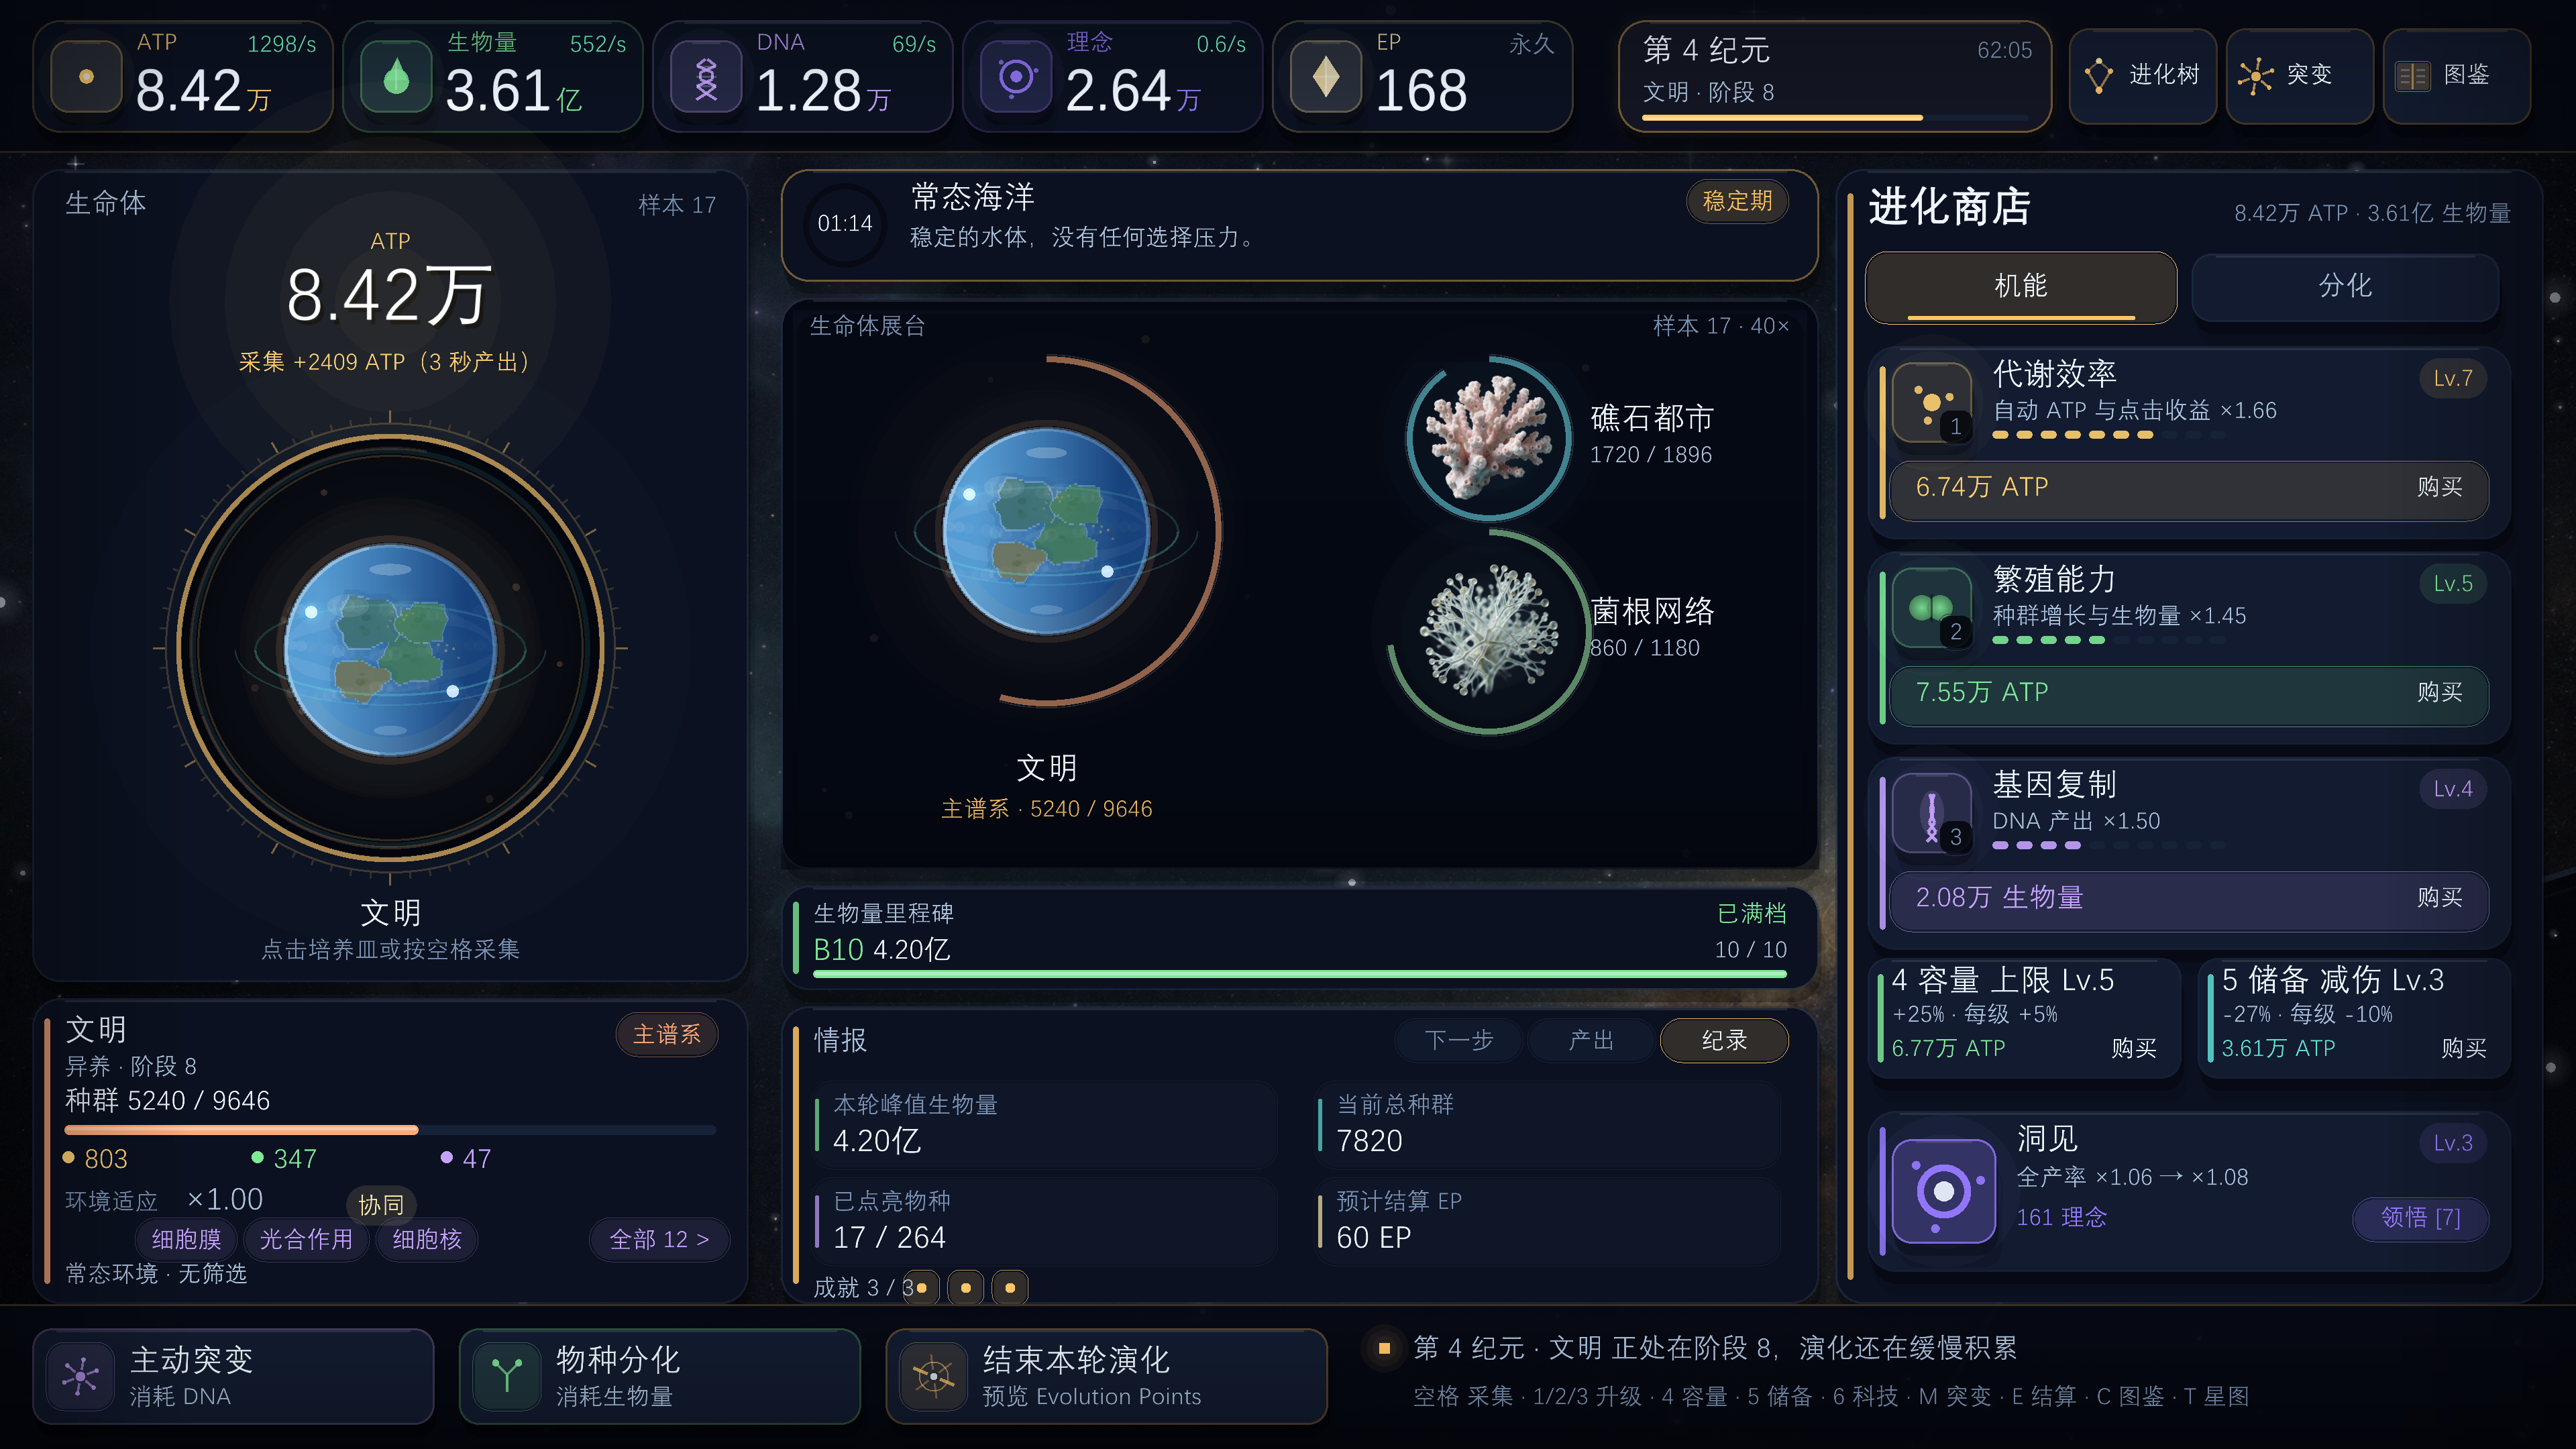 ATP 1298/s
8.42万
生物量 552/s
3.61亿
DNA 69/s
1.28万
理念 0.6/s
2.64万
EP 永久
168
第 4 纪元 62:05
文明 · 阶段 8
进化树
突变
图鉴
生命体 样本 17
ATP
8.42万
采集 +2409 ATP（3 秒产出）
文明
点击培养皿或按空格采集
文明 主谱系
异养 · 阶段 8
种群 5240 / 9646
803 347 47
环境适应 ×1.00 协同
细胞膜 光合作用 细胞核 全部 12 >
常态环境 · 无筛选
01:14
常态海洋 稳定期
稳定的水体，没有任何选择压力。
生命体展台 样本 17 · 40×
礁石都市
1720 / 1896
菌根网络
860 / 1180
文明
主谱系 · 5240 / 9646
生物量里程碑 已满档
B10 4.20亿 10 / 10
情报 下一步 产出 纪录
本轮峰值生物量
4.20亿
当前总种群
7820
已点亮物种
17 / 264
预计结算 EP
60 EP
成就 3 / 3
进化商店 8.42万 ATP · 3.61亿 生物量
机能 分化
代谢效率 Lv.7
自动 ATP 与点击收益 ×1.66
1
6.74万 ATP 购买
繁殖能力 Lv.5
种群增长与生物量 ×1.45
2
7.55万 ATP 购买
基因复制 Lv.4
DNA 产出 ×1.50
3
2.08万 生物量 购买
4 容量 上限 Lv.5
+25% · 每级 +5%
6.77万 ATP 购买
5 储备 减伤 Lv.3
-27% · 每级 -10%
3.61万 ATP 购买
洞见 Lv.3
全产率 ×1.06 → ×1.08
161 理念 领悟 [7]
主动突变
消耗 DNA
物种分化
消耗生物量
结束本轮演化
预览 Evolution Points
第 4 纪元 · 文明 正处在阶段 8，演化还在缓慢积累
空格 采集 · 1/2/3 升级 · 4 容量 · 5 储备 · 6 科技 · M 突变 · E 结算 · C 图鉴 · T 星图